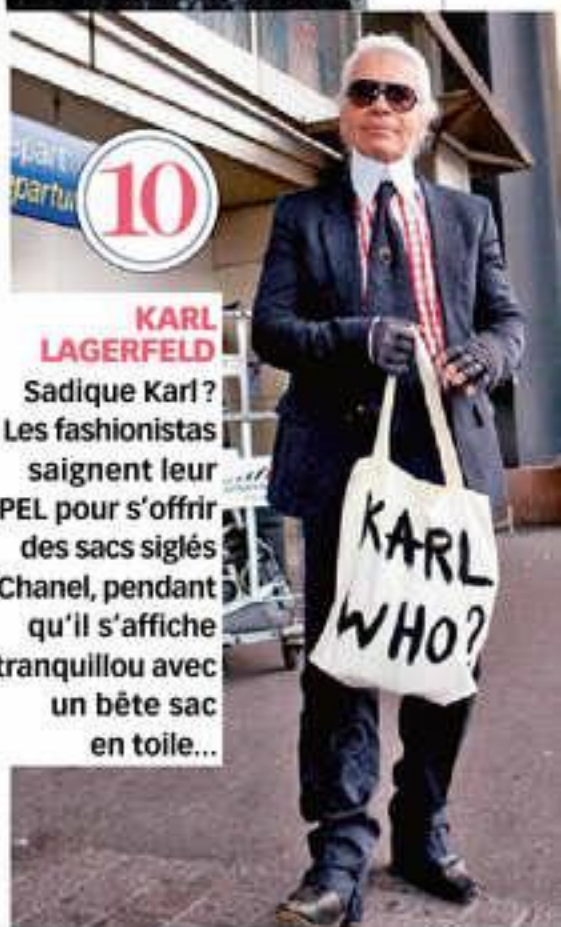 10
KARL
LAGERFELD
Sadique Karl?
Les fashionistas
saignent leur
PEL pour s'offrir
des sacs siglés
Chanel, pendant
qu'il s'affiche
tranquillou avec
un bête sac
en toile...
KARL
WHO?